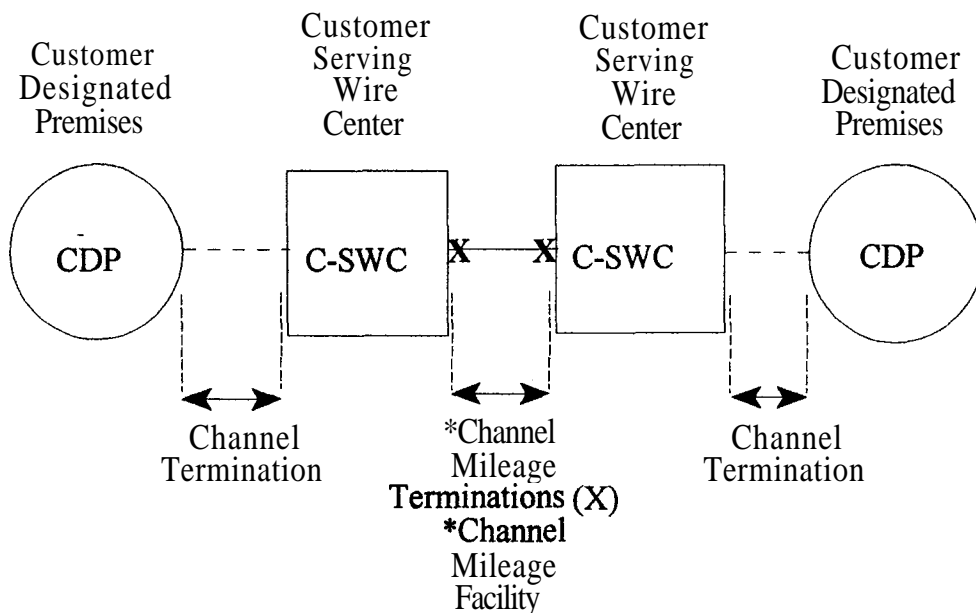 Customer
Designated
Premises
Customer
Serving
Wire
Center
Customer
Serving
Wire
Center
Customer
Designated
Premises
CDP
C-SWC
X
X
C-SWC
CDP
Channel
Termination
*Channel
Mileage
Terminations (X)
*Channel
Mileage
Facility
Channel
Termination